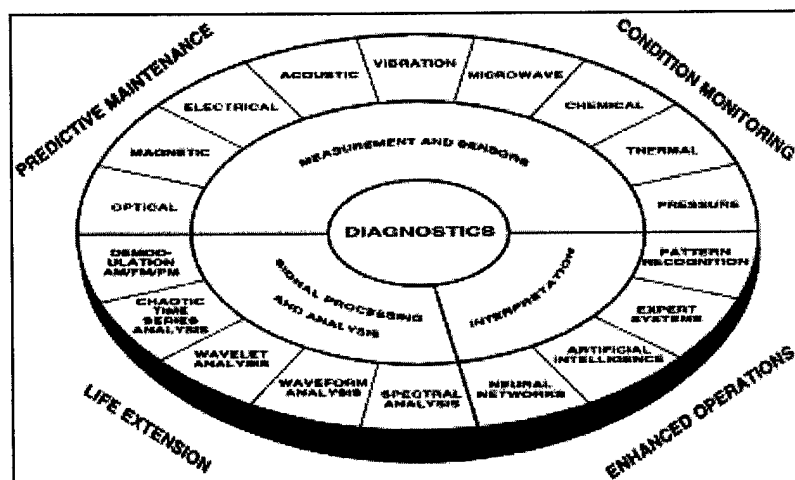 PREDICTIVE MAINTENANCE
CONDITION MONITORING
LIFE EXTENSION
ENHANCED OPERATIONS
OPTICAL
MAGNETIC
ELECTRICAL
ACOUSTIC
VIBRATION
MICROWAVE
CHEMICAL
THERMAL
PRESSURE
MEASUREMENT AND SENSORS
DIAGNOSTICS
SIGNAL PROCESSING
AND ANALYSIS
INTERPRETATION
DEMOD-
ULATION
AM/FM/PM
CHAOTIC
TIME
SERIES
ANALYSIS
WAVELET
ANALYSIS
WAVEFORM
ANALYSIS
SPECTRAL
ANALYSIS
NEURAL
NETWORKS
ARTIFICIAL
INTELLIGENCE
EXPERT
SYSTEMS
PATTERN
RECOGNITION